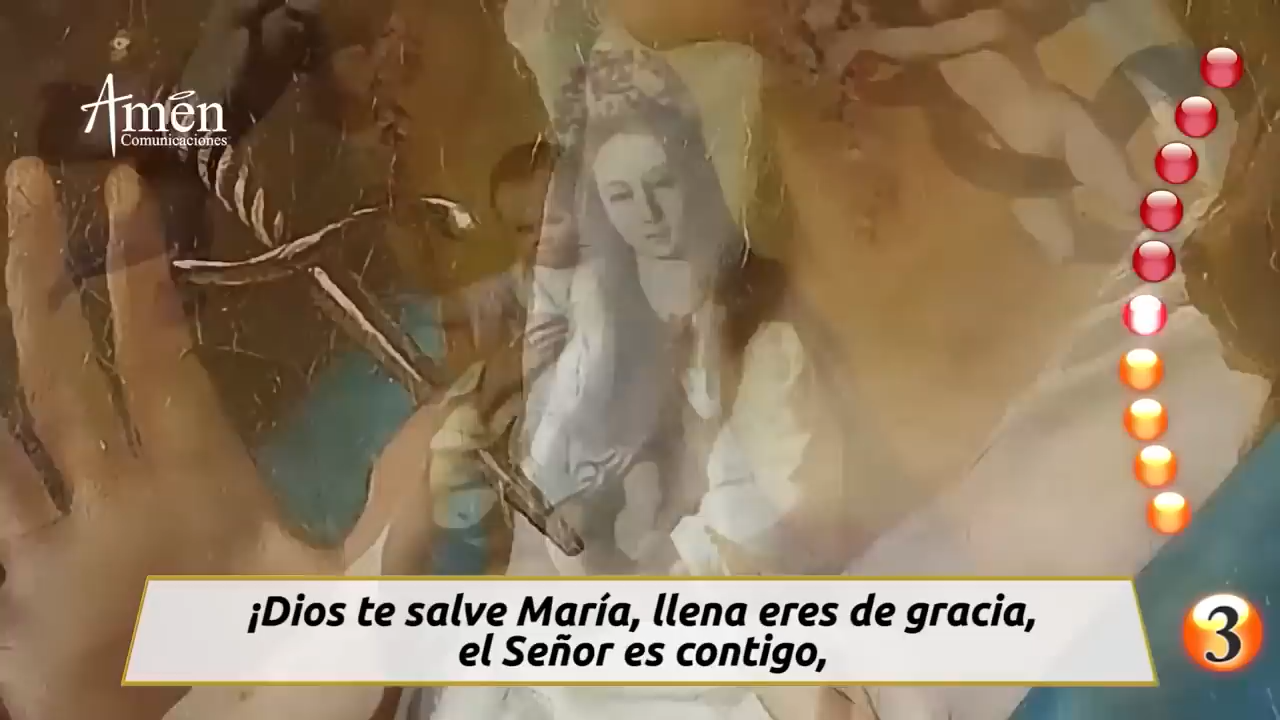 Amén
Comunicaciones
¡Dios te salve María, llena eres de gracia,
el Señor es contigo,
3